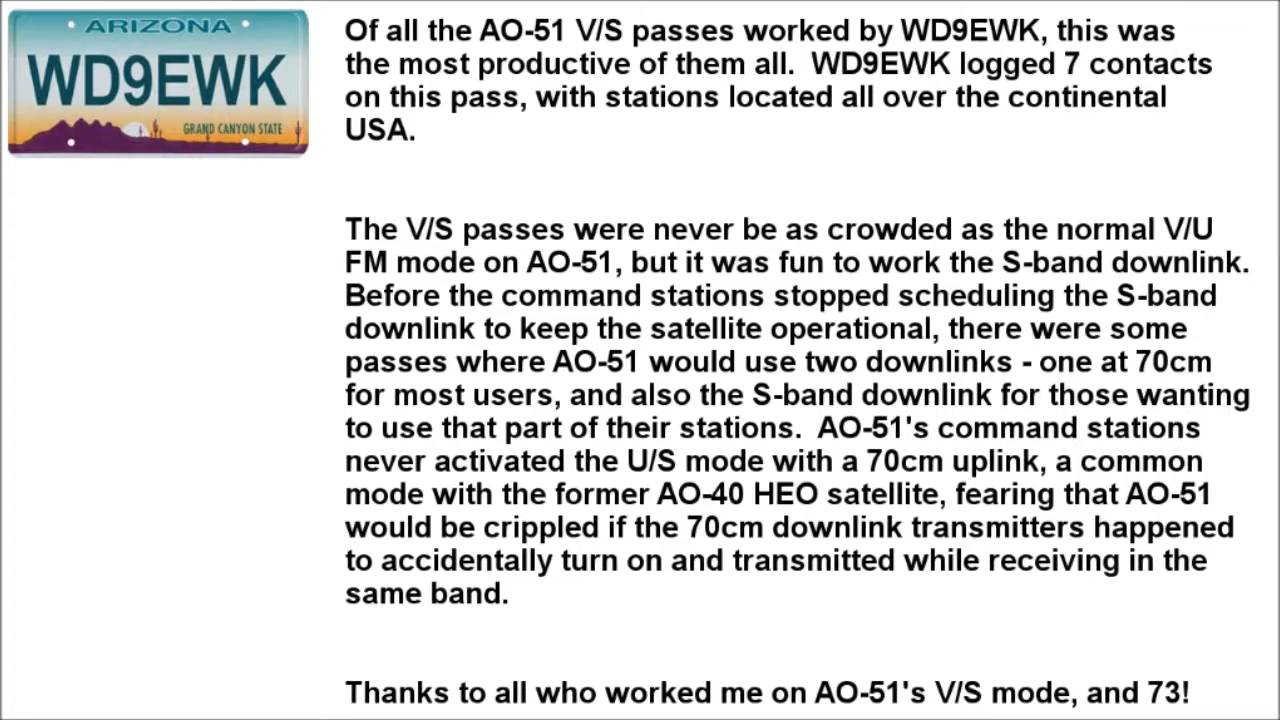 ARIZONA
WD9EWK
GRAND CANYON STATE
Of all the AO-51 V/S passes worked by WD9EWK, this was
the most productive of them all.  WD9EWK logged 7 contacts
on this pass, with stations located all over the continental
USA.
The V/S passes were never be as crowded as the normal V/U
FM mode on AO-51, but it was fun to work the S-band downlink.
Before the command stations stopped scheduling the S-band
downlink to keep the satellite operational, there were some
passes where AO-51 would use two downlinks - one at 70cm
for most users, and also the S-band downlink for those wanting
to use that part of their stations.  AO-51's command stations
never activated the U/S mode with a 70cm uplink, a common
mode with the former AO-40 HEO satellite, fearing that AO-51
would be crippled if the 70cm downlink transmitters happened
to accidentally turn on and transmitted while receiving in the
same band.
Thanks to all who worked me on AO-51's V/S mode, and 73!